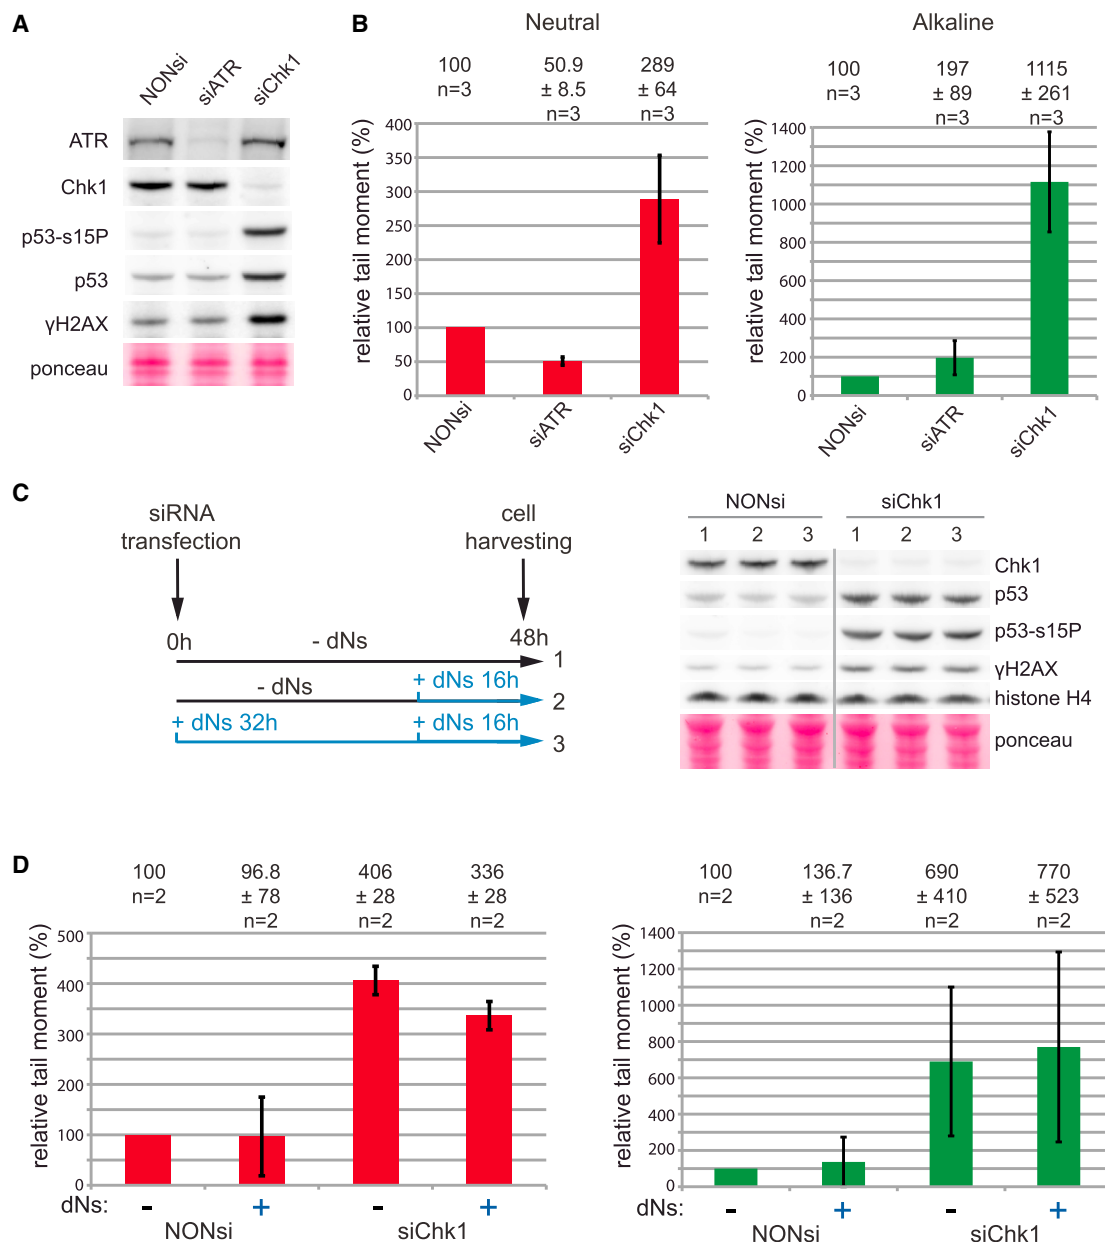 A
NONsi
siATR
siChk1
ATR
Chk1
p53-s15P
p53
γH2AX
ponceau
B
Neutral
100
n=3
50.9
± 8.5
n=3
289
± 64
n=3
relative tail moment (%)
400
350
300
250
200
150
100
50
0
NONsi
siATR
siChk1
Alkaline
100
n=3
197
± 89
n=3
1115
± 261
n=3
relative tail moment (%)
1400
1200
1000
800
600
400
200
0
NONsi
siATR
siChk1
C
siRNA
transfection
cell
harvesting
0h
- dNs
48h
1
- dNs
+ dNs 16h
2
+ dNs 32h
+ dNs 16h
3
NONsi
siChk1
1 2 3 1 2 3
Chk1
p53
p53-s15P
γH2AX
histone H4
ponceau
D
100
n=2
96.8
± 78
n=2
406
± 28
n=2
336
± 28
n=2
relative tail moment (%)
500
400
300
200
100
0
dNs: - + - +
NONsi
siChk1
100
n=2
136.7
± 136
n=2
690
± 410
n=2
770
± 523
n=2
relative tail moment (%)
1400
1200
1000
800
600
400
200
0
dNs: - + - +
NONsi
siChk1